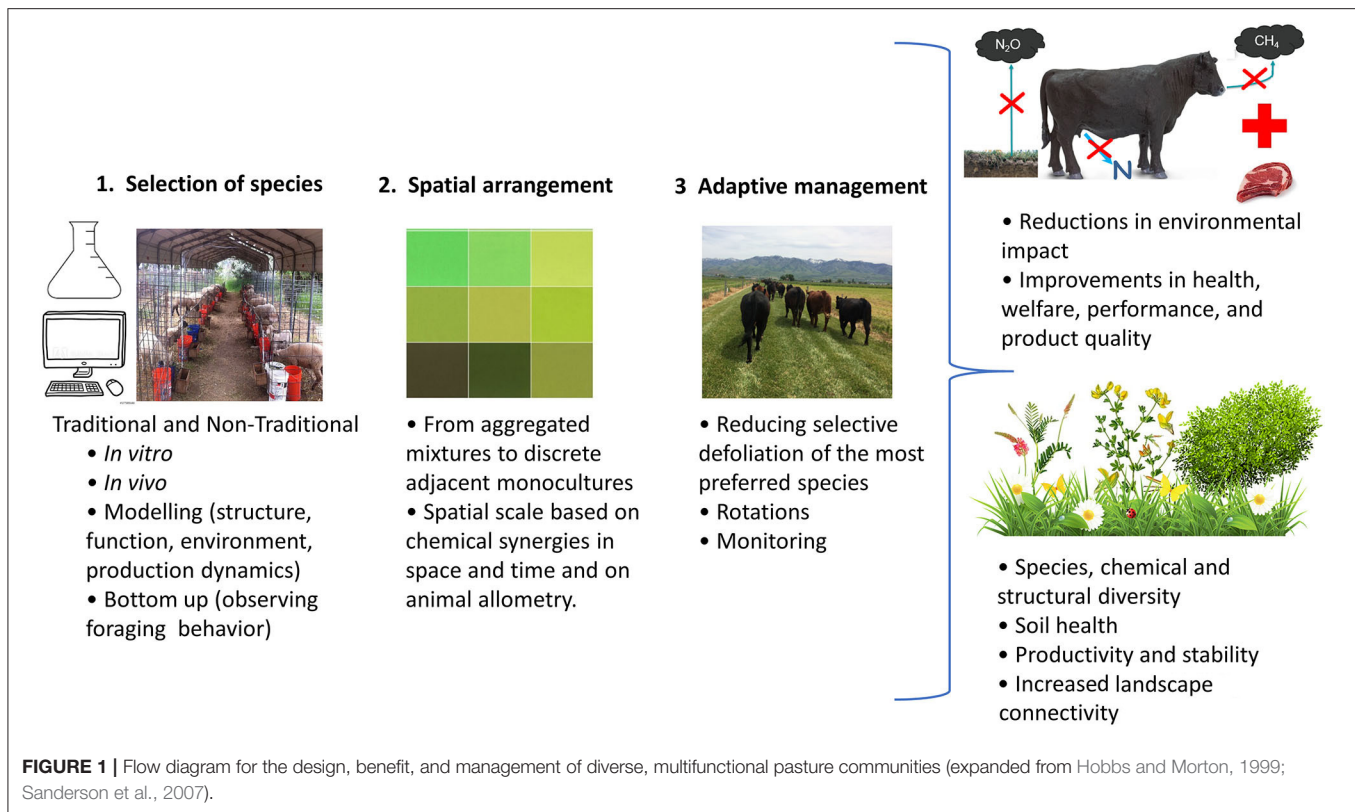 N₂O
CH₄
N
1. Selection of species
Traditional and Non-Traditional
• In vitro
• In vivo
• Modelling (structure,
function, environment,
production dynamics)
• Bottom up (observing
foraging behavior)
2. Spatial arrangement
• From aggregated
mixtures to discrete
adjacent monocultures
• Spatial scale based on
chemical synergies in
space and time and on
animal allometry.
3 Adaptive management
• Reducing selective
defoliation of the most
preferred species
• Rotations
• Monitoring
• Reductions in environmental
impact
• Improvements in health,
welfare, performance, and
product quality
• Species, chemical and
structural diversity
• Soil health
• Productivity and stability
• Increased landscape
connectivity
FIGURE 1 | Flow diagram for the design, benefit, and management of diverse, multifunctional pasture communities (expanded from Hobbs and Morton, 1999;
Sanderson et al., 2007).